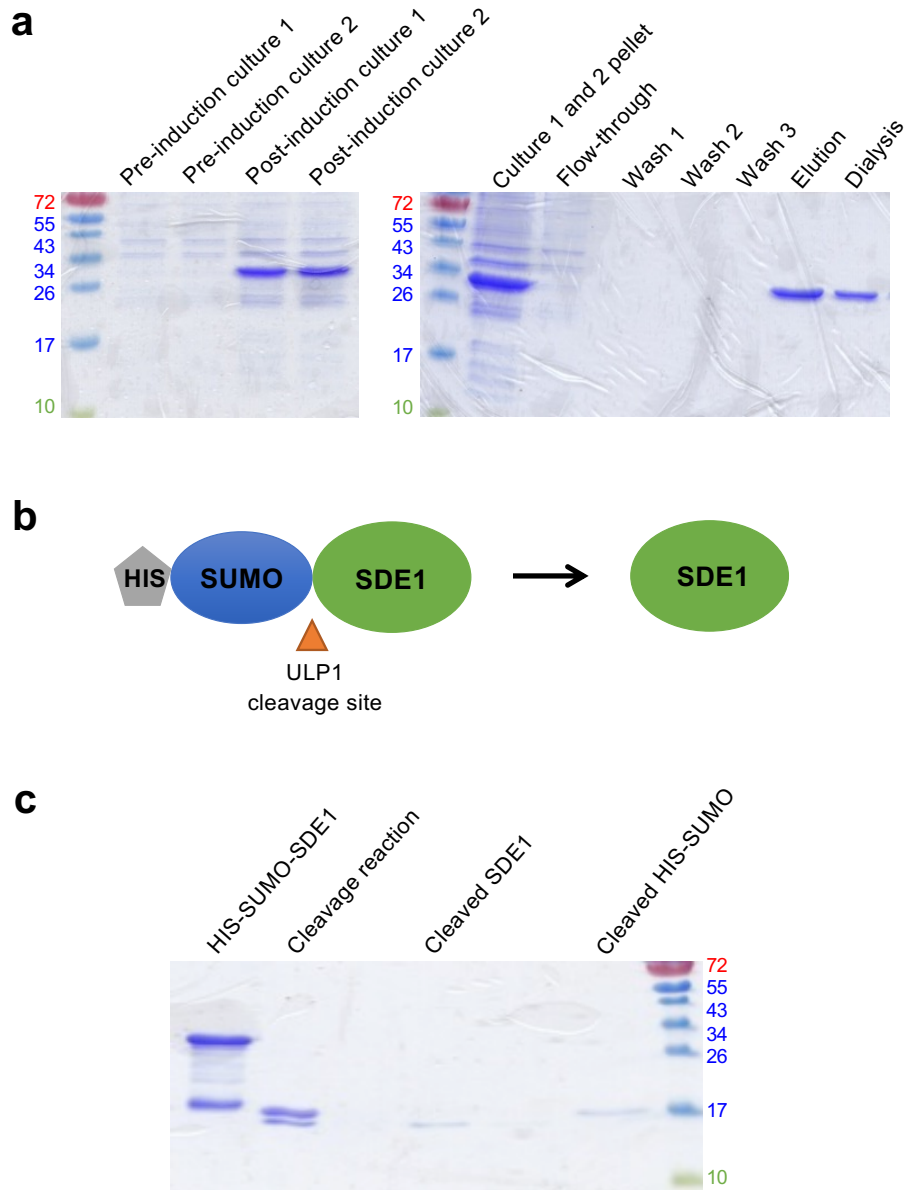 a
Pre-induction culture 1
Pre-induction culture 2
Post-induction culture 1
Post-induction culture 2
72
55
43
34
26
17
10
Culture 1 and 2 pellet
Flow-through
Wash 1
Wash 2
Wash 3
Elution
Dialysis
72
55
43
34
26
17
10
b
HIS
SUMO
SDE1
SDE1
ULP1
cleavage site
c
HIS-SUMO-SDE1
Cleavage reaction
Cleaved SDE1
Cleaved HIS-SUMO
72
55
43
34
26
17
10